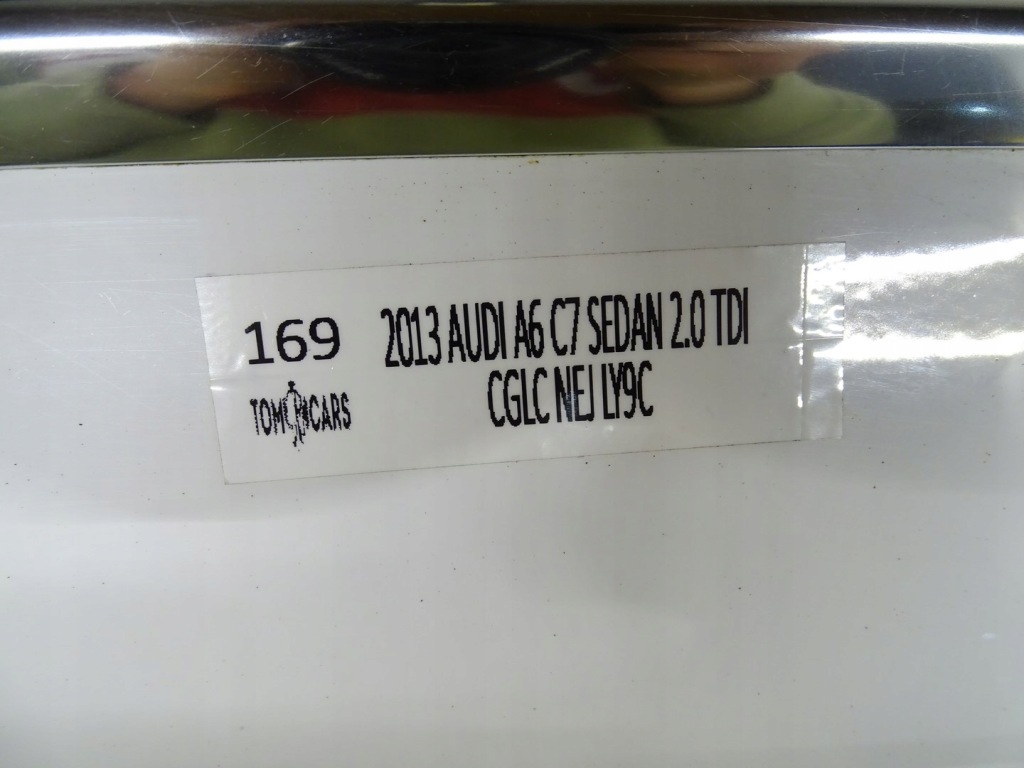 169 2013 AUDI A6 C7 SEDAN 2.0 TDI
TOM CARS CGLC NEJ LY9C